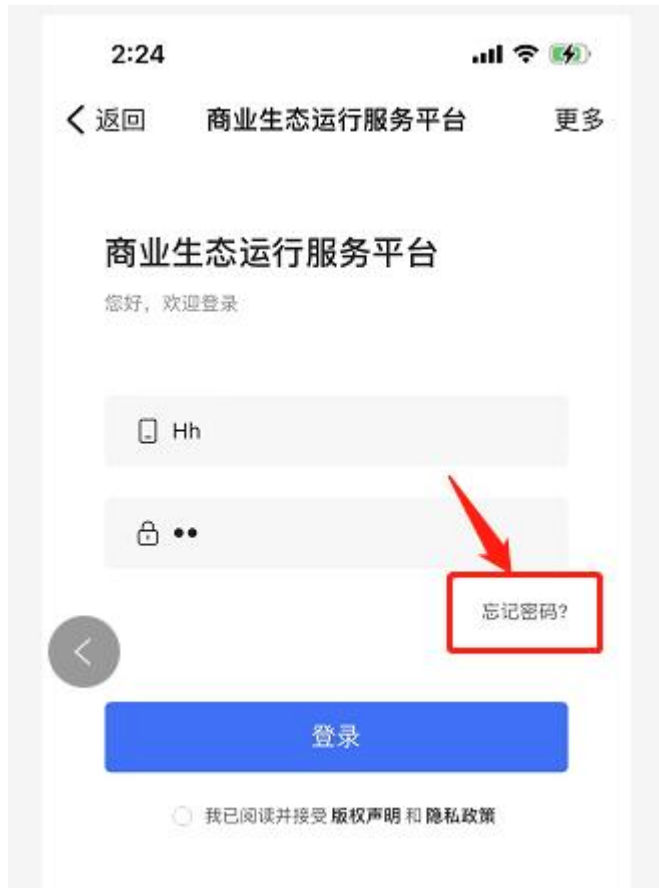 2:24
返回 商业生态运行服务平台 更多
商业生态运行服务平台
您好，欢迎登录
Hh
忘记密码?
登录
我已阅读并接受 版权声明 和 隐私政策